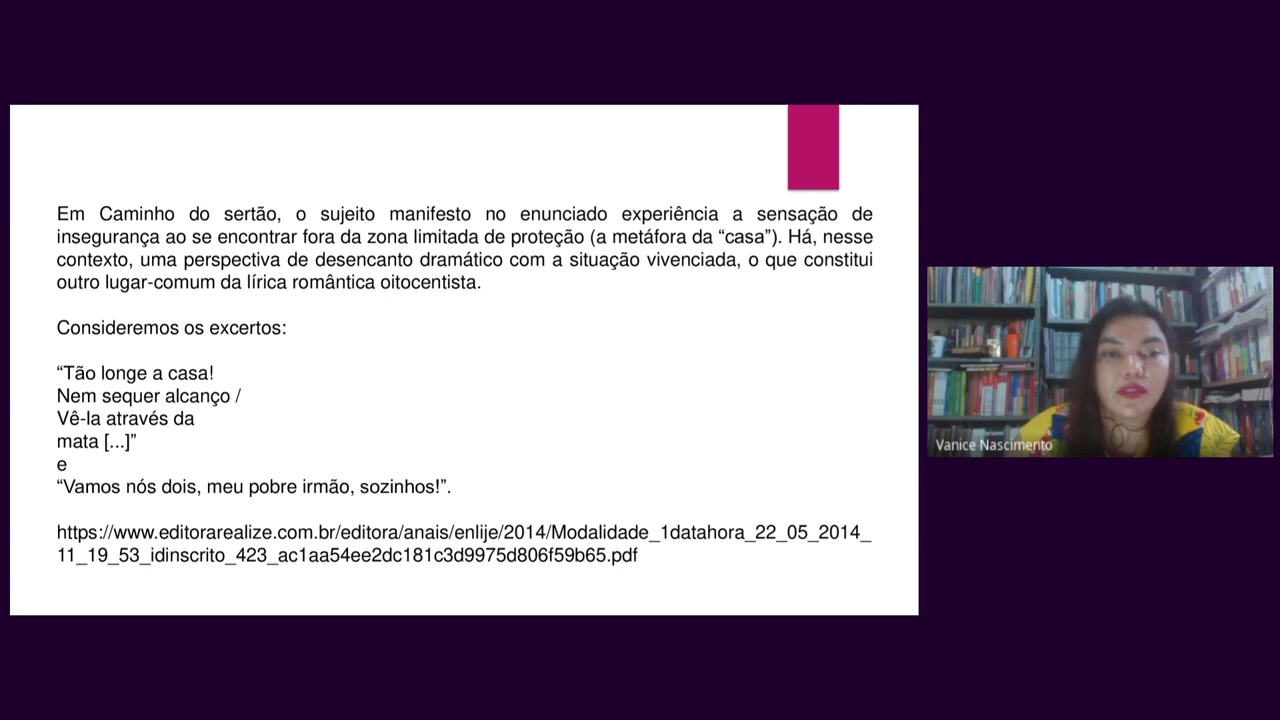 Em Caminho do sertão, o sujeito manifesto no enunciado experiência a sensação de
insegurança ao se encontrar fora da zona limitada de proteção (a metáfora da “casa”). Há, nesse
contexto, uma perspectiva de desencanto dramático com a situação vivenciada, o que constitui
outro lugar-comum da lírica romântica oitocentista.
Consideremos os excertos:
“Tão longe a casa!
Nem sequer alcanço /
Vê-la através da
mata [...]”
e
“Vamos nós dois, meu pobre irmão, sozinhos!”.
https://www.editorarealize.com.br/editora/anais/enlije/2014/Modalidade_1datahora_22_05_2014_
11_19_53_idinscrito_423_ac1aa54ee2dc181c3d9975d806f59b65.pdf
Vanice Nascimento